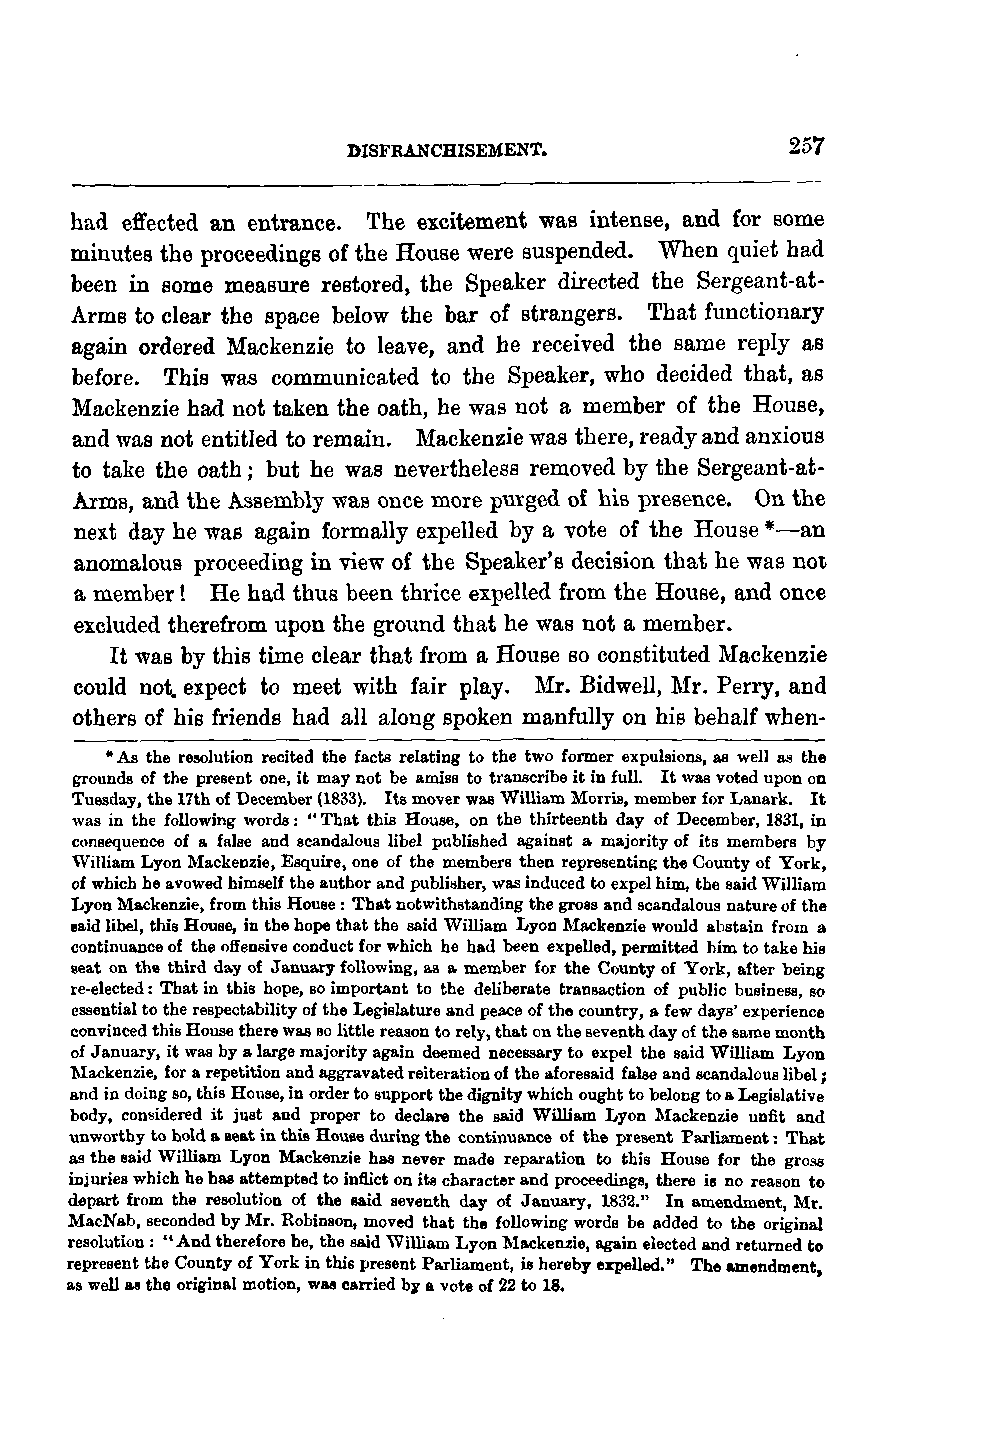 DISFRANCHISEMENT. 257
had effected an entrance. The excitement was intense, and for some
minutes the proceedings of the House were suspended. When quiet had
been in some measure restored, the Speaker directed the Sergeant-at-
Arms to clear the space below the bar of strangers. That functionary
again ordered Mackenzie to leave, and he received the same reply as
before. This was communicated to the Speaker, who decided that, as
Mackenzie had not taken the oath, he was not a member of the House,
and was not entitled to remain. Mackenzie was there, ready and anxious
to take the oath; but he was nevertheless removed by the Sergeant-at-
Arms, and the Assembly was once more purged of his presence. On the
next day he was again formally expelled by a vote of the House *—an
anomalous proceeding in view of the Speaker's decision that he was not
a member! He had thus been thrice expelled from the House, and once
excluded therefrom upon the ground that he was not a member.
It was by this time clear that from a House so constituted Mackenzie
could not expect to meet with fair play. Mr. Bidwell, Mr. Perry, and
others of his friends had all along spoken manfully on his behalf when-
* As the resolution recited the facts relating to the two former expulsions, as well as the
grounds of the present one, it may not be amiss to transcribe it in full. It was voted upon on
Tuesday, the 17th of December (1833). Its mover was William Morris, member for Lanark. It
was in the following words: "That this House, on the thirteenth day of December, 1831, in
consequence of a false and scandalous libel published against a majority of its members by
William Lyon Mackenzie, Esquire, one of the members then representing the County of York,
of which he avowed himself the author and publisher, was induced to expel him, the said William
Lyon Mackenzie, from this House: That notwithstanding the gross and scandalous nature of the
said libel, this House, in the hope that the said William Lyon Mackenzie would abstain from a
continuance of the offensive conduct for which he had been expelled, permitted him to take his
seat on the third day of January following, as a member for the County of York, after being
re-elected: That in this hope, so important to the deliberate transaction of public business, so
essential to the respectability of the Legislature and peace of the country, a few days' experience
convinced this House there was so little reason to rely, that on the seventh day of the same month
of January, it was by a large majority again deemed necessary to expel the said William Lyon
Mackenzie, for a repetition and aggravated reiteration of the aforesaid false and scandalous libel;
and in doing so, this House, in order to support the dignity which ought to belong to a Legislative
body, considered it just and proper to declare the said William Lyon Mackenzie unfit and
unworthy to hold a seat in this House during the continuance of the present Parliament: That
as the said William Lyon Mackenzie has never made reparation to this House for the gross
injuries which he has attempted to inflict on its character and proceedings, there is no reason to
depart from the resolution of the said seventh day of January, 1832." In amendment, Mr.
MacNab, seconded by Mr. Robinson, moved that the following words be added to the original
resolution: "And therefore he, the said William Lyon Mackenzie, again elected and returned to
represent the County of York in this present Parliament, is hereby expelled." The amendment,
as well as the original motion, was carried by a vote of 22 to 18.